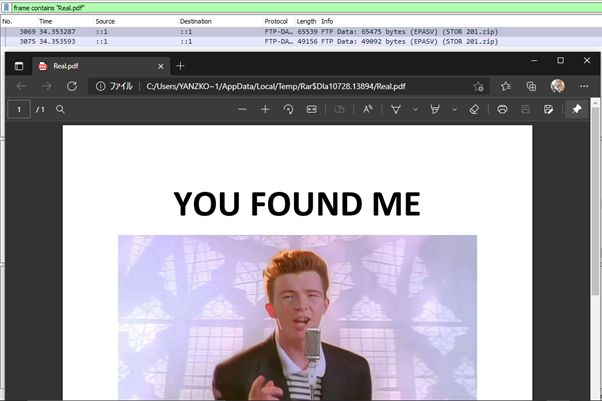 frame contains "Real.pdf"
No. Time Source Destination Protocol Length Info
3069 34.353287 ::1 ::1 FTP-DA… 65539 FTP Data: 65475 bytes (EPASV) (STOR 201.zip)
3075 34.353593 ::1 ::1 FTP-DA… 49156 FTP Data: 49092 bytes (EPASV) (STOR 201.zip)
Real.pdf
ファイル | C:/Users/YANZKO~1/AppData/Local/Temp/Rar$DIa10728.13894/Real.pdf
1 / 1
YOU FOUND ME